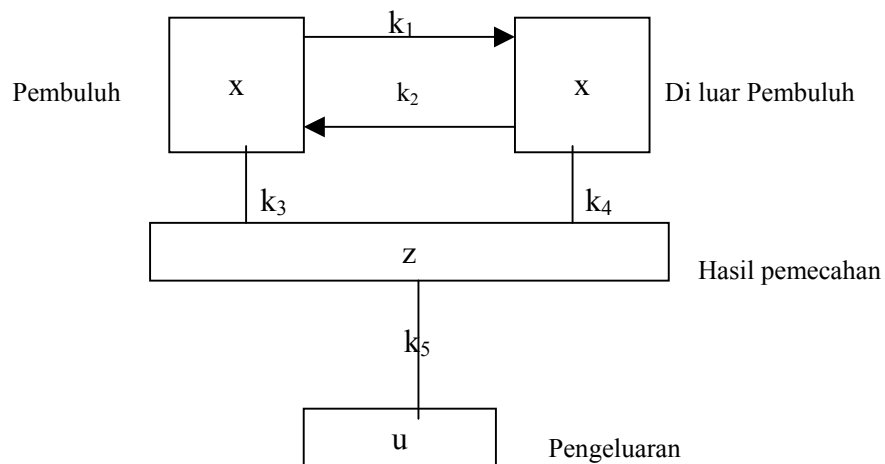 k₁
Pembuluh x k₂ x Di luar Pembuluh
k₃ k₄
z
Hasil pemecahan
k₅
u
Pengeluaran